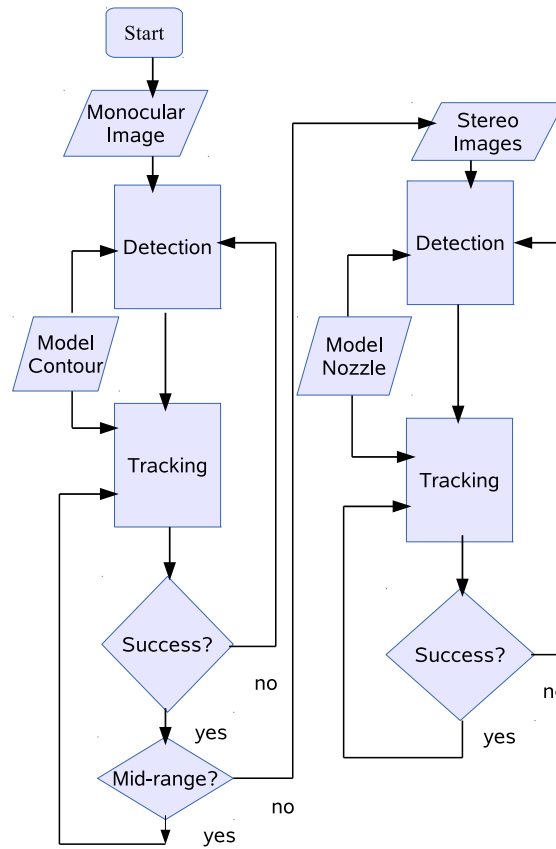 Start
Monocular
Image
Detection
Model
Contour
Tracking
Success?
no
yes
Mid-range?
no
yes
Stereo
Images
Detection
Model
Nozzle
Tracking
Success?
no
yes